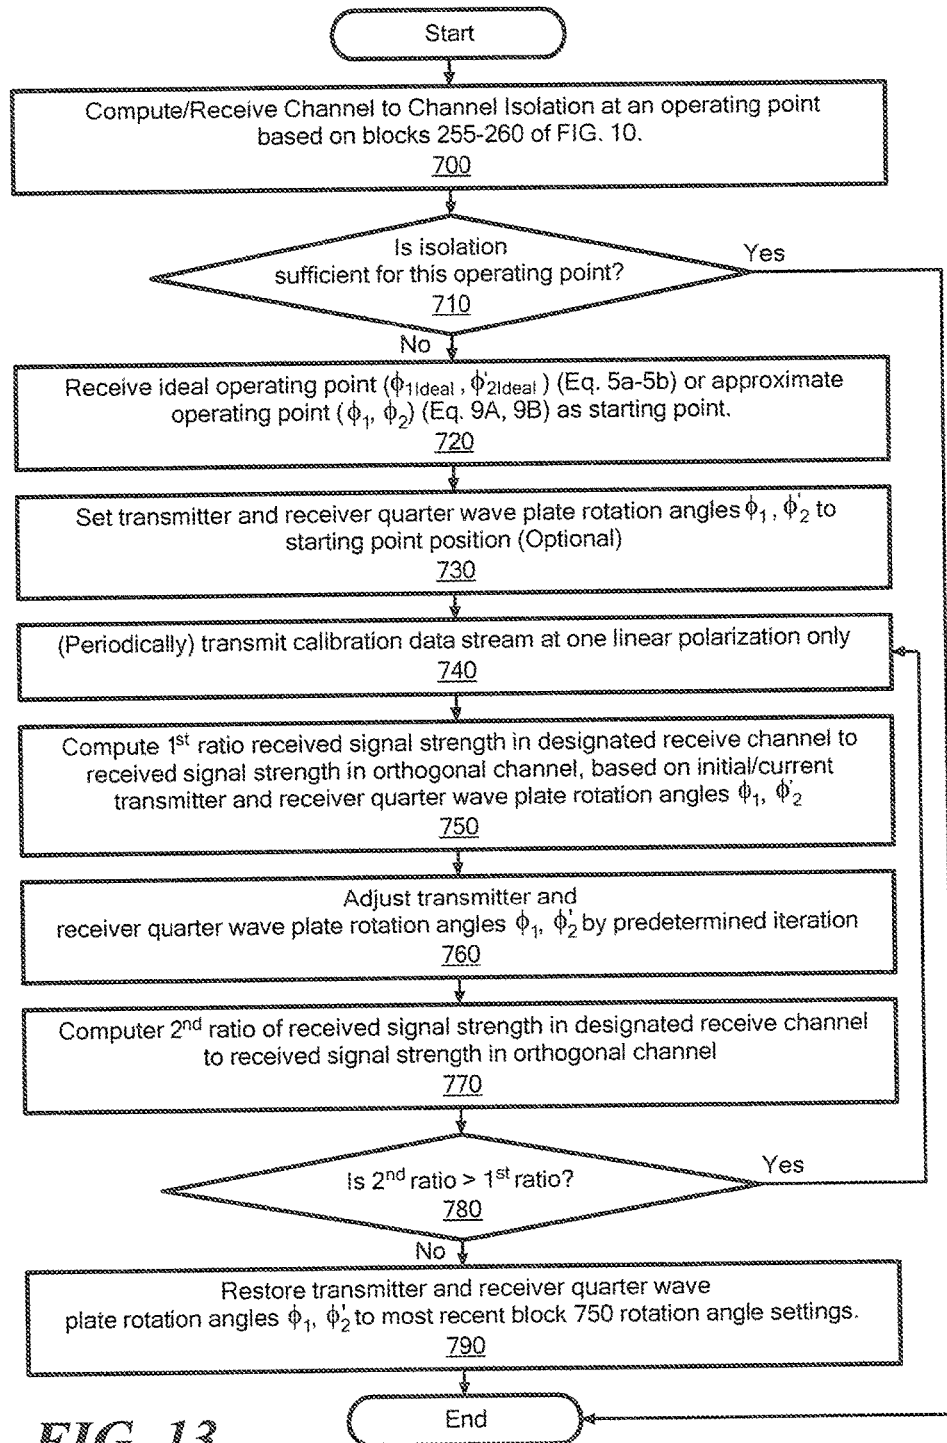 Start
Compute/Receive Channel to Channel Isolation at an operating point
based on blocks 255-260 of FIG. 10.
700
Is isolation
sufficient for this operating point?
710
Yes
No
Receive ideal operating point (ϕ1Ideal, ϕ'2Ideal) (Eq. 5a-5b) or approximate
operating point (ϕ1, ϕ2) (Eq. 9A, 9B) as starting point.
720
Set transmitter and receiver quarter wave plate rotation angles ϕ1, ϕ'2 to
starting point position (Optional)
730
(Periodically) transmit calibration data stream at one linear polarization only
740
Compute 1st ratio received signal strength in designated receive channel to
received signal strength in orthogonal channel, based on initial/current
transmitter and receiver quarter wave plate rotation angles ϕ1, ϕ'2
750
Adjust transmitter and
receiver quarter wave plate rotation angles ϕ1, ϕ'2 by predetermined iteration
760
Computer 2nd ratio of received signal strength in designated receive channel
to received signal strength in orthogonal channel
770
Is 2nd ratio > 1st ratio?
780
Yes
No
Restore transmitter and receiver quarter wave
plate rotation angles ϕ1, ϕ'2 to most recent block 750 rotation angle settings.
790
End
FIG. 13